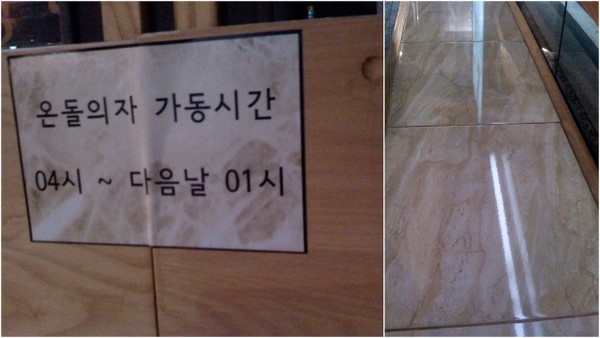 온돌의자 가동시간
04시 ~ 다음날 01시